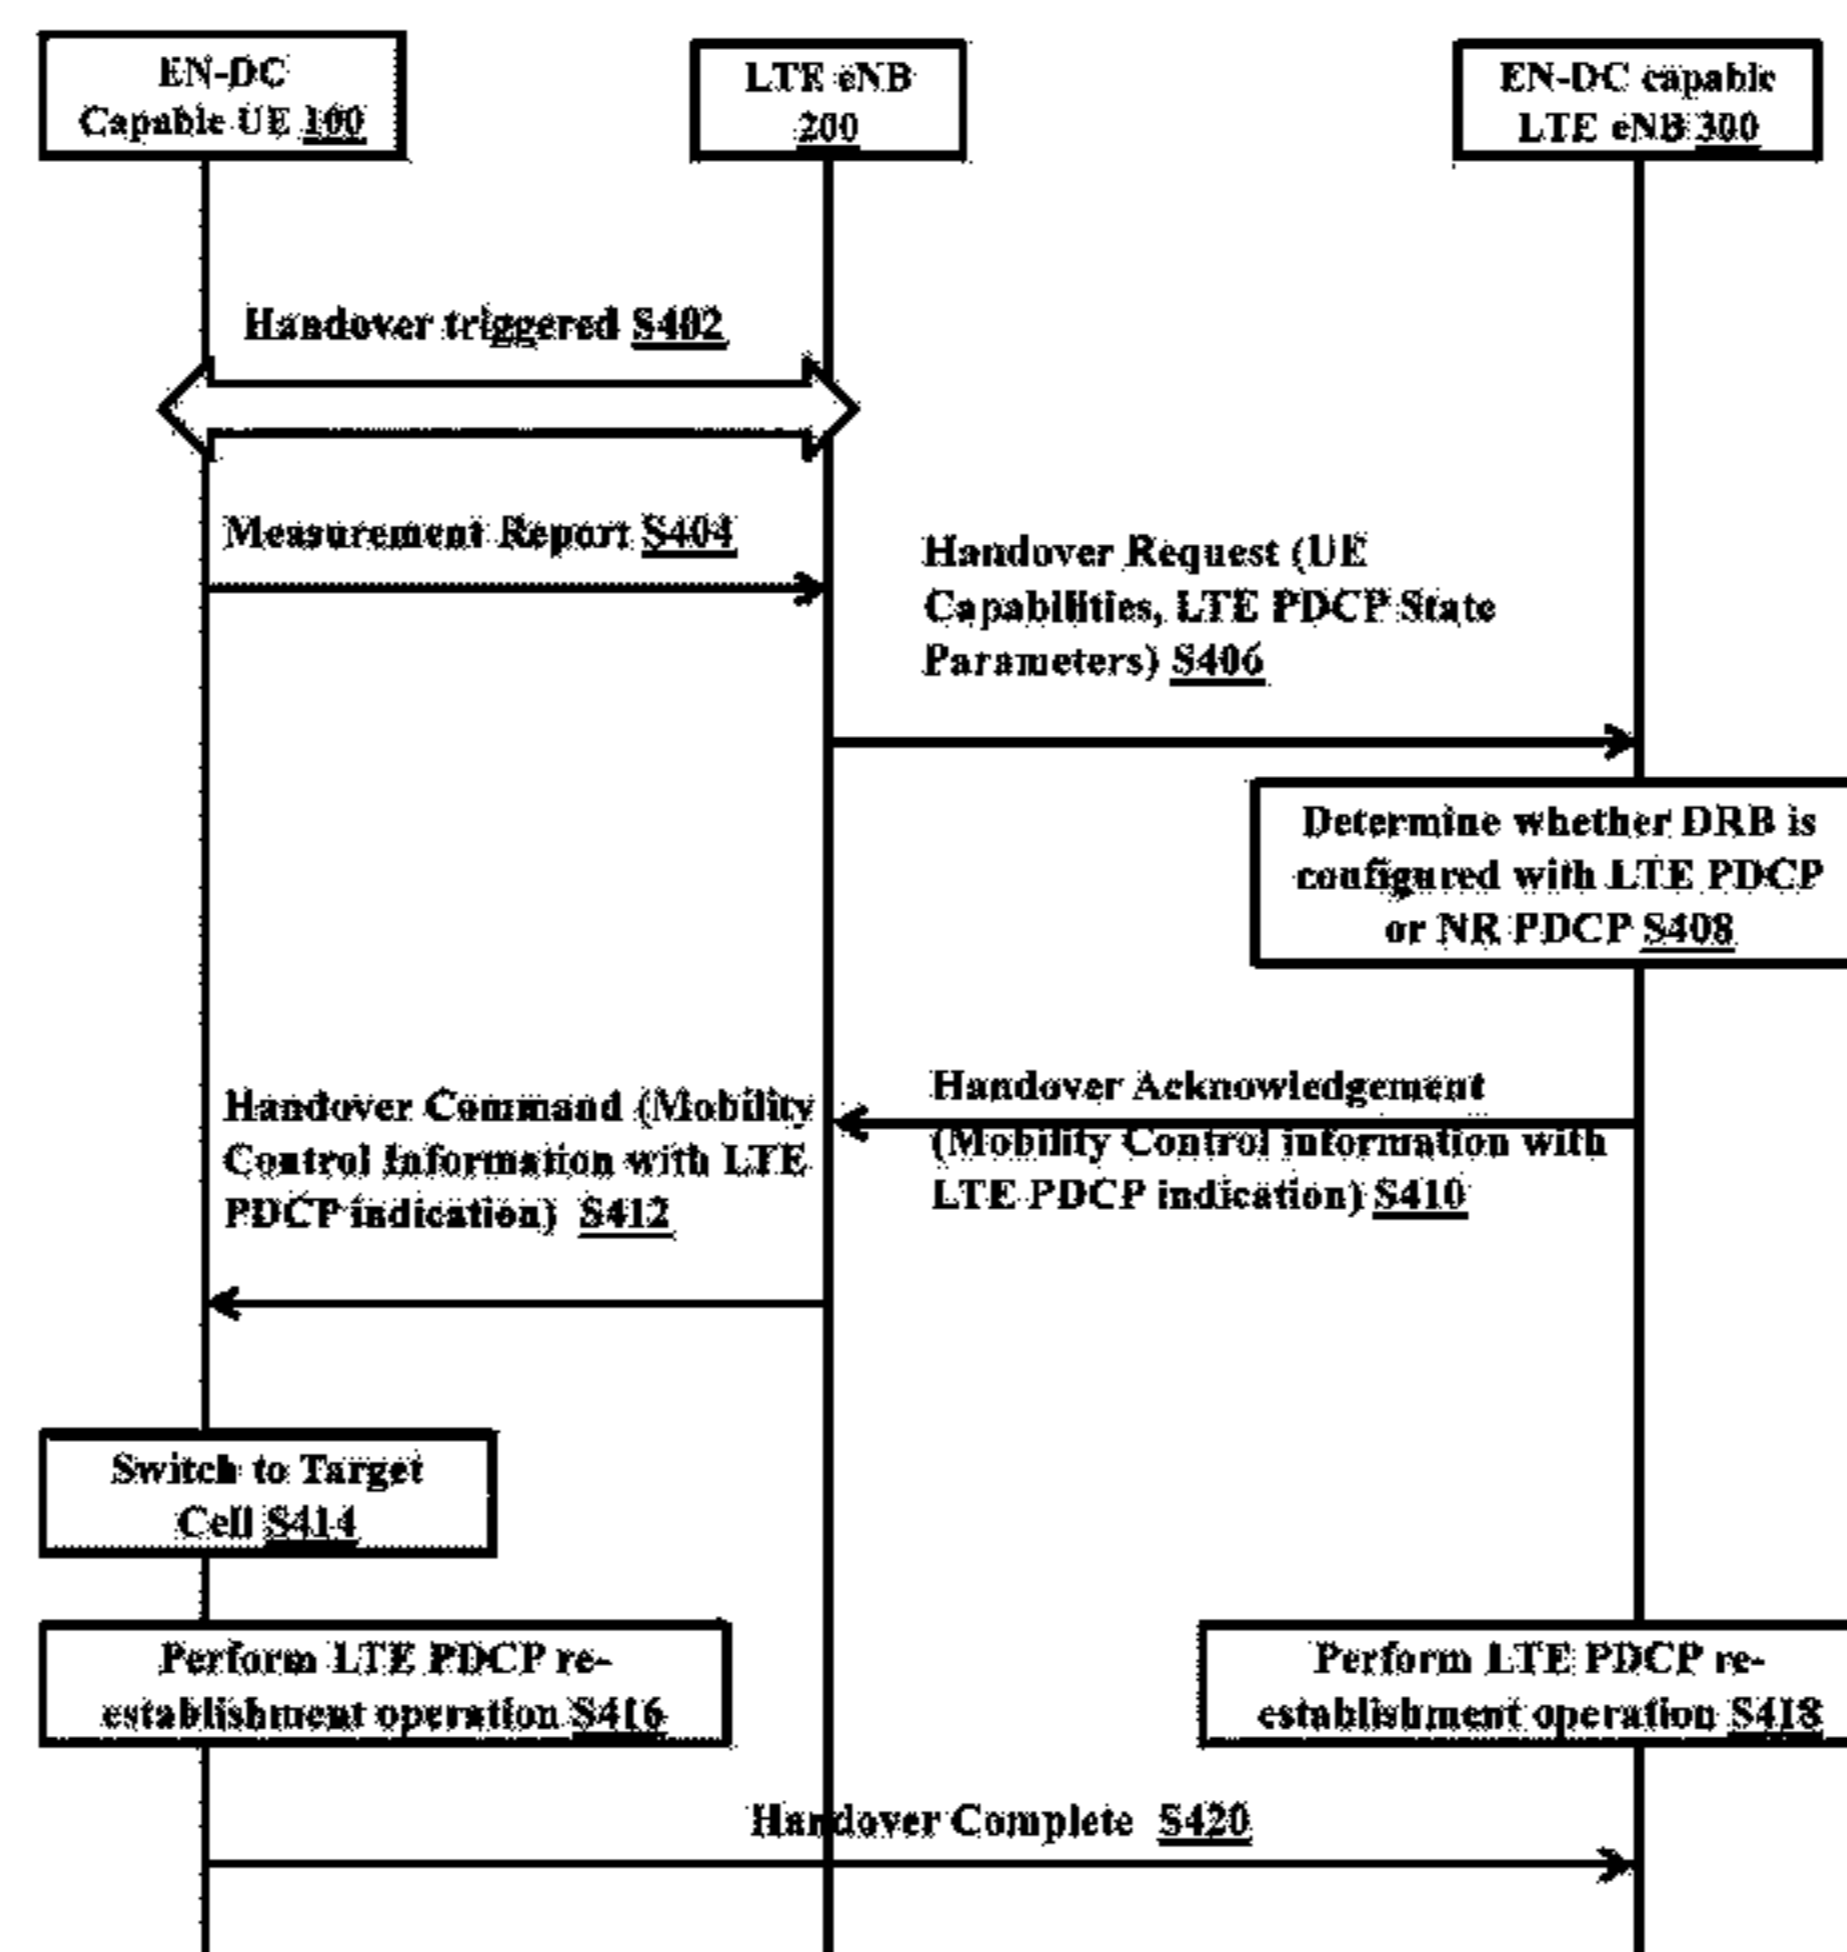 EN-DC
Capable UE 100
LTE eNB
200
EN-DC capable
LTE eNB 300
Handover triggered S402
Measurement Report S404
Handover Request (UE
Capabilities, LTE PDCP State
Parameters) S406
Determine whether DRB is
configured with LTE PDCP
or NR PDCP S408
Handover Acknowledgement
(Mobility Control information with
LTE PDCP indication) S410
Handover Command (Mobility
Control Information with LTE
PDCP indication) S412
Switch to Target
Cell S414
Perform LTE PDCP re-
establishment operation S416
Perform LTE PDCP re-
establishment operation S418
Handover Complete S420